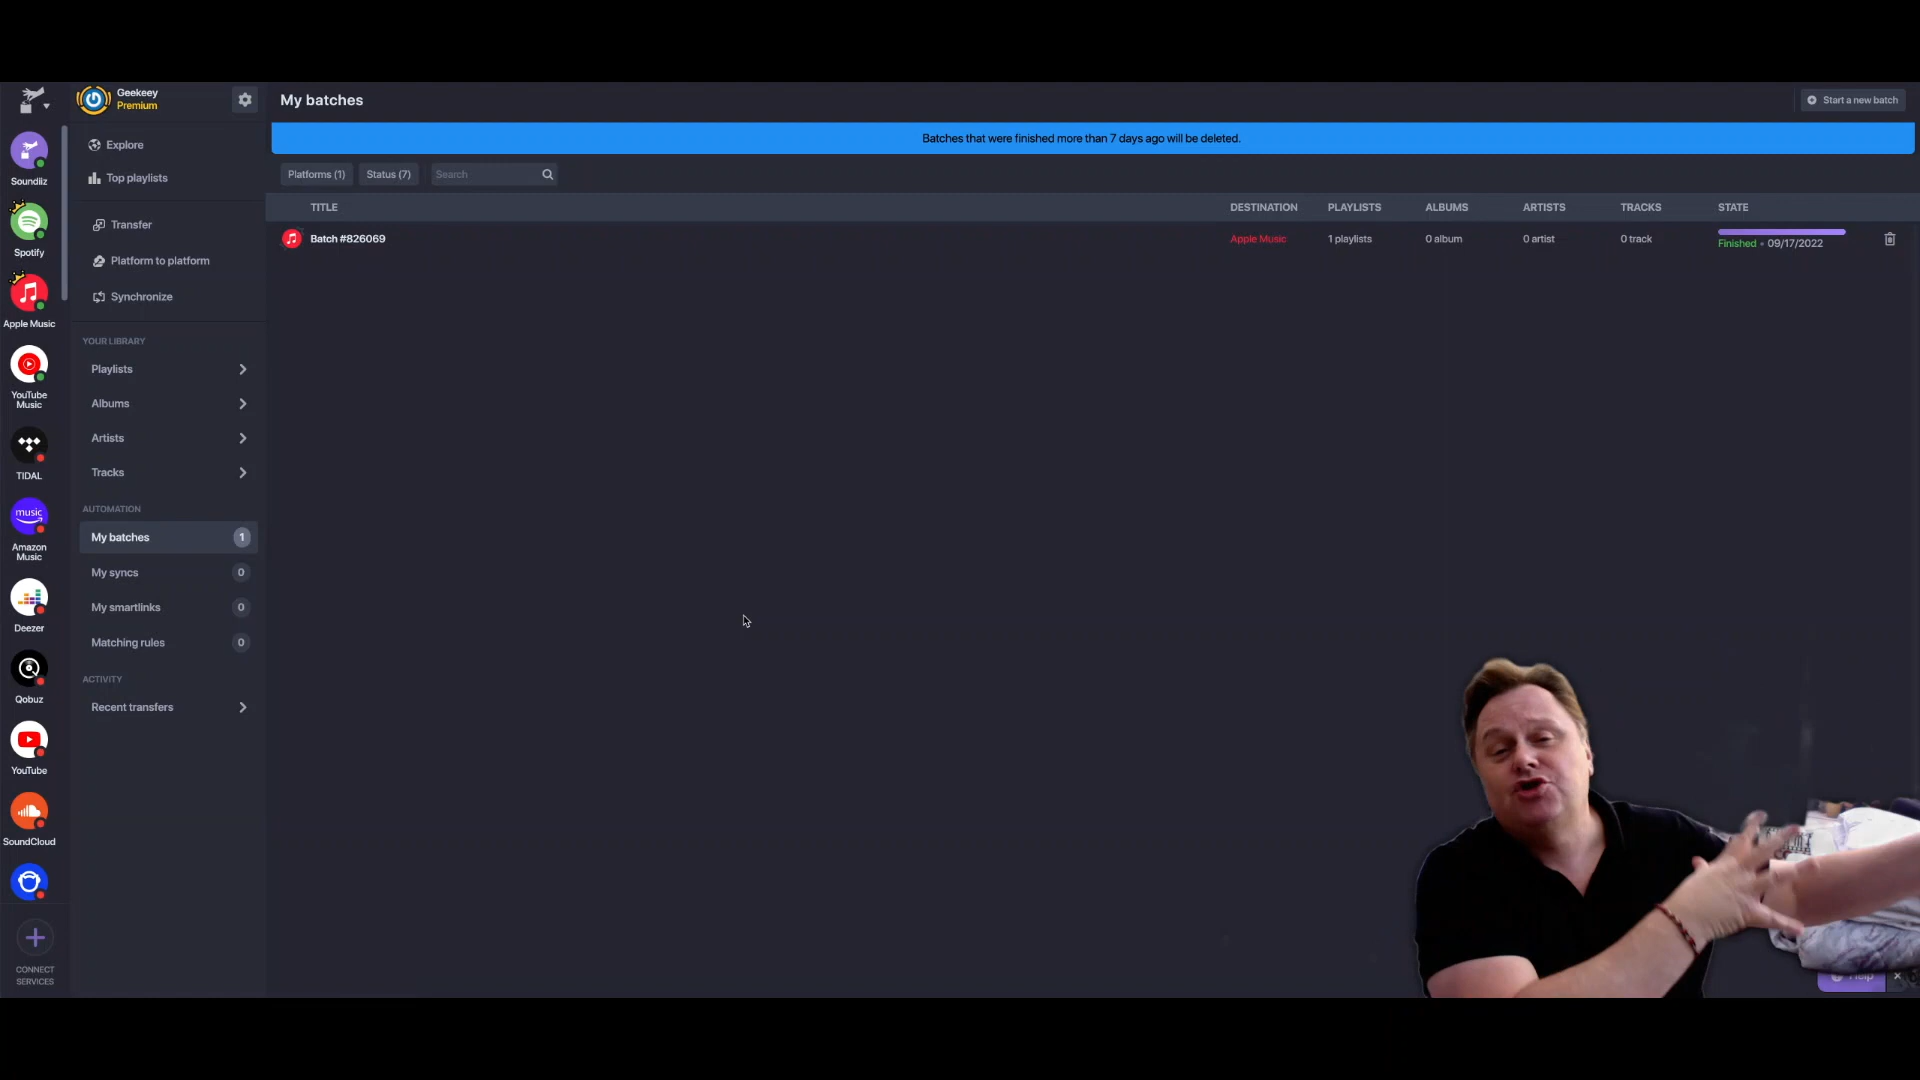 Geekeey
Premium
My batches
Start a new batch
Batches that were finished more than 7 days ago will be deleted.
Platforms (1)
Status (7)
Search
TITLE
DESTINATION
PLAYLISTS
ALBUMS
ARTISTS
TRACKS
STATE
Batch #826069
Apple Music
1 playlists
0 album
0 artist
0 track
Finished • 09/17/2022
Soundiiz
Spotify
Apple Music
YouTube
Music
TIDAL
music
Amazon
Music
Deezer
Qobuz
YouTube
SoundCloud
CONNECT
SERVICES
Explore
Top playlists
Transfer
Platform to platform
Synchronize
YOUR LIBRARY
Playlists
Albums
Artists
Tracks
AUTOMATION
My batches
1
My syncs
0
My smartlinks
0
Matching rules
0
ACTIVITY
Recent transfers
Help